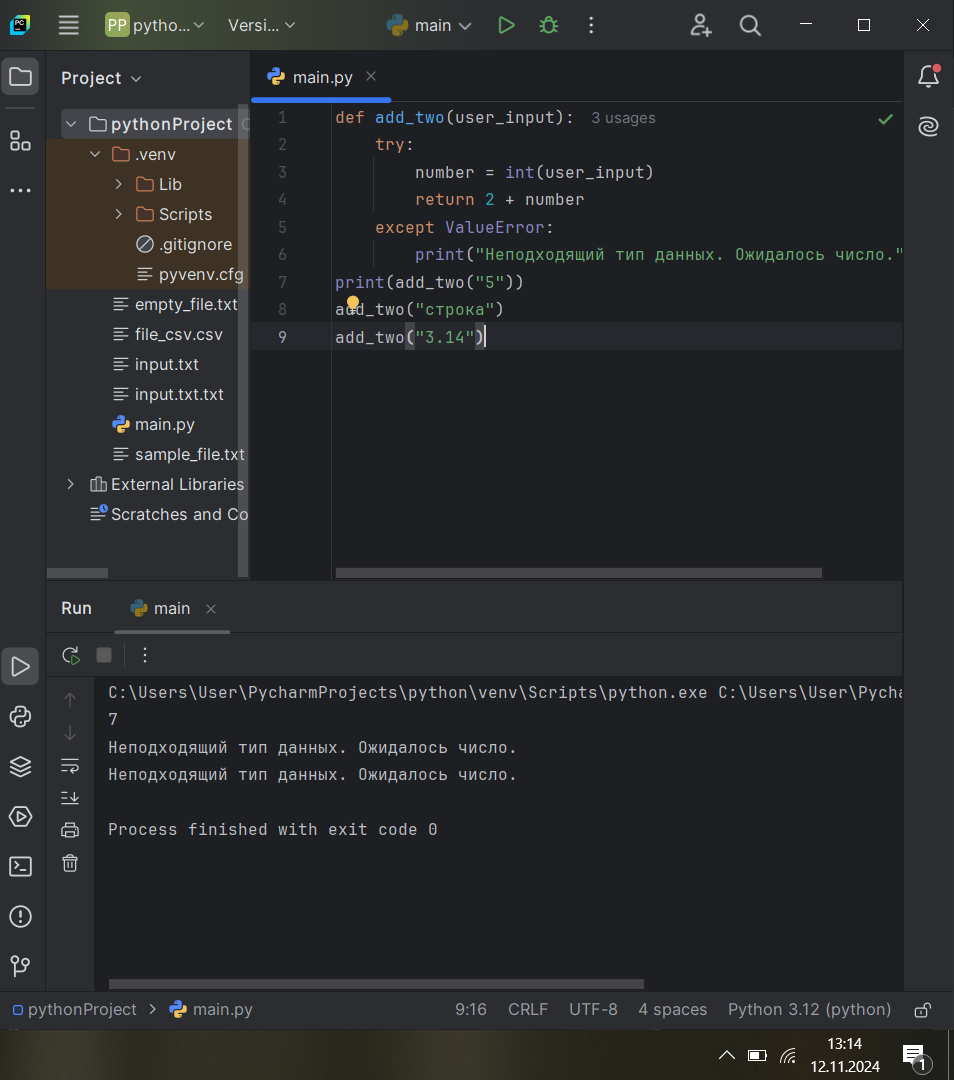 PC
PP pytho... Versi... main
Project
main.py
pythonProject
.venv
Lib
Scripts
.gitignore
pyvenv.cfg
empty_file.txt
file_csv.csv
input.txt
input.txt.txt
main.py
sample_file.txt
External Libraries
Scratches and Co
1 def add_two(user_input): 3 usages
2 try:
3 number = int(user_input)
4 return 2 + number
5 except ValueError:
6 print("Неподходящий тип данных. Ожидалось число."
7 print(add_two("5"))
8 add_two("строка")
9 add_two("3.14")
Run main
C:\Users\User\PycharmProjects\python\venv\Scripts\python.exe C:\Users\User\Pycha
7
Неподходящий тип данных. Ожидалось число.
Неподходящий тип данных. Ожидалось число.
Process finished with exit code 0
pythonProject > main.py 9:16 CRLF UTF-8 4 spaces Python 3.12 (python)
13:14
12.11.2024
1